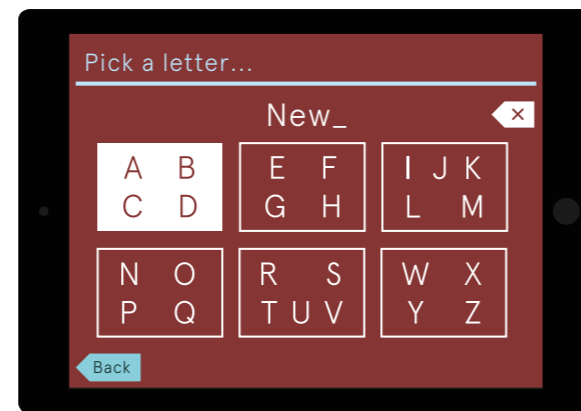 Pick a letter...
New_
×
A B
C D
E F
G H
I J K
L M
N O
P Q
R S
T U V
W X
Y Z
Back